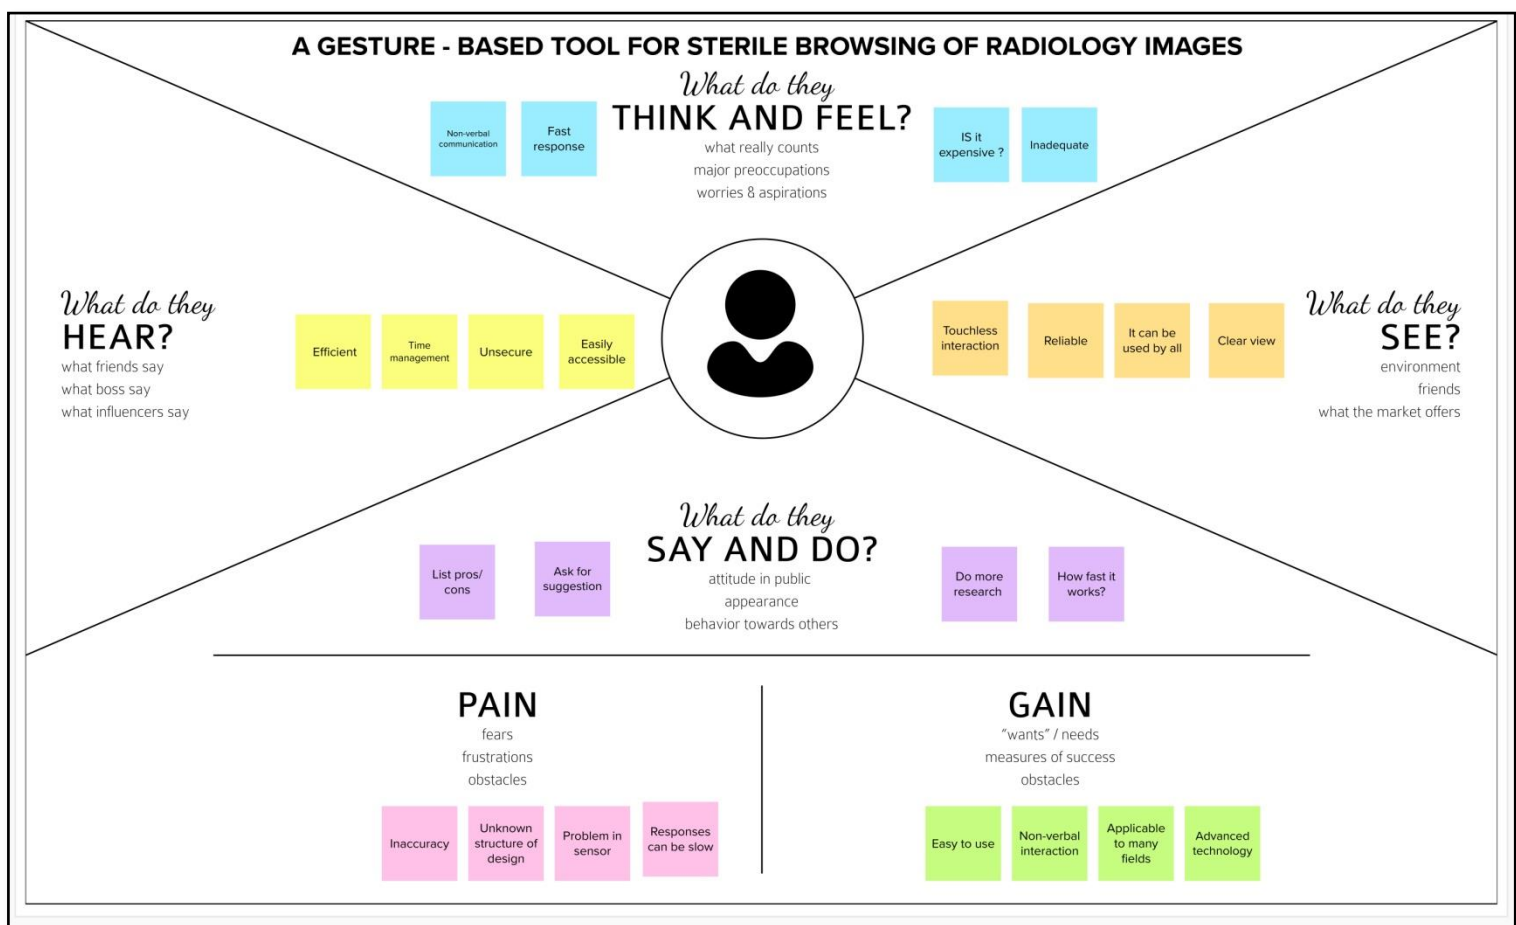 A GESTURE - BASED TOOL FOR STERILE BROWSING OF RADIOLOGY IMAGES
What do they
THINK AND FEEL?
what really counts
major preoccupations
worries & aspirations
Non-verbal
communication
Fast
response
IS it
expensive ?
Inadequate
What do they
HEAR?
what friends say
what boss say
what influencers say
Efficient
Time
management
Unsecure
Easily
accessible
Touchless
interaction
Reliable
It can be
used by all
Clear view
What do they
SEE?
environment
friends
what the market offers
What do they
SAY AND DO?
attitude in public
appearance
behavior towards others
List pros/
cons
Ask for
suggestion
Do more
research
How fast it
works?
PAIN
fears
frustrations
obstacles
Inaccuracy
Unknown
structure of
design
Problem in
sensor
Responses
can be slow
GAIN
"wants" / needs
measures of success
obstacles
Easy to use
Non-verbal
interaction
Applicable
to many
fields
Advanced
technology